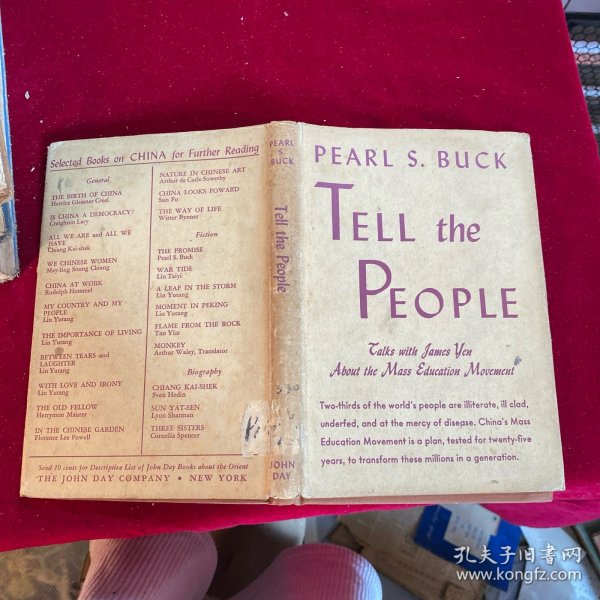 Selected Books on CHINA for Further Reading
General
THE BIRTH OF CHINA
Herrlee Glessner Creel
IS CHINA A DEMOCRACY?
Creighton Lacy
ALL WE ARE and ALL WE
HAVE
Chiang Kai-shek
WE CHINESE WOMEN
May-ling Soong Chiang
CHINA AT WORK
Rudolph Hommel
MY COUNTRY AND MY
PEOPLE
Lin Yutang
THE IMPORTANCE OF LIVING
Lin Yutang
BETWEEN TEARS and
LAUGHTER
Lin Yutang
WITH LOVE AND IRONY
Lin Yutang
THE OLD FELLOW
Herrymon Maurer
IN THE CHINESE GARDEN
Florence Lee Powell
NATURE IN CHINESE ART
Arthur de Carle Sowerby
CHINA LOOKS FOWARD
Sun Fo
THE WAY OF LIFE
Witter Bynner
Fiction
THE PROMISE
Pearl S. Buck
WAR TIDE
Lin Taiyi
A LEAF IN THE STORM
Lin Yutang
MOMENT IN PEKING
Lin Yutang
FLAME FROM THE ROCK
Tan Yün
MONKEY
Arthur Waley, Translator
Biography
CHIANG KAI-SHEK
Sven Hedin
SUN YAT-SEN
Lyon Sharman
THREE SISTERS
Cornelia Spencer
Send 10 cents for Descriptive List of John Day Books about the Orient
THE JOHN DAY COMPANY • NEW YORK
PEARL
S.
BUCK
Tell the People
JOHN
DAY
PEARL S. BUCK
TELL the
PEOPLE
Talks with James Yen
About the Mass Education Movement
Two-thirds of the world's people are illiterate, ill clad,
underfed, and at the mercy of disease. China's Mass
Education Movement is a plan, tested for twenty-five
years, to transform these millions in a generation.
孔夫子旧书网
www.kongfz.com